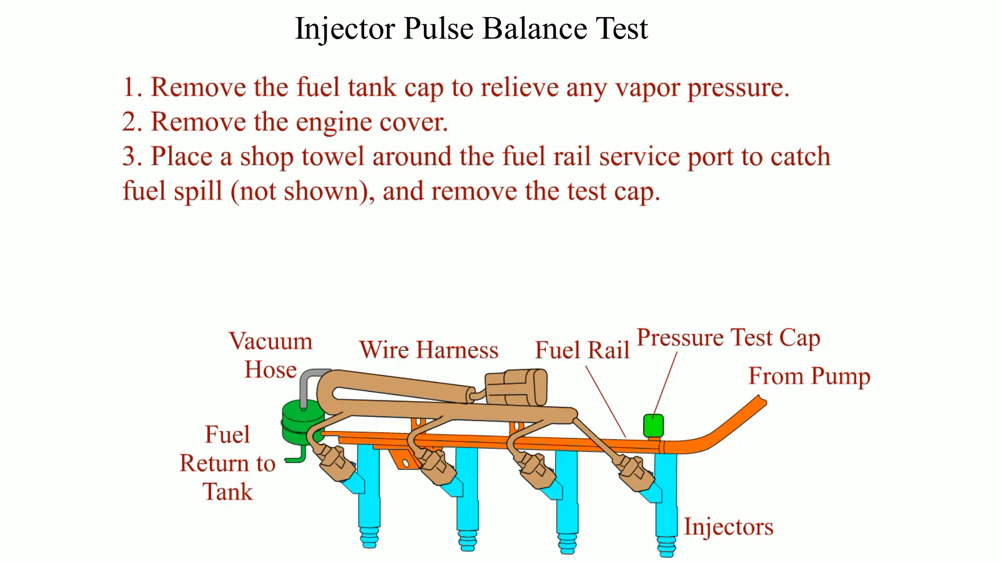 Injector Pulse Balance Test
1. Remove the fuel tank cap to relieve any vapor pressure.
2. Remove the engine cover.
3. Place a shop towel around the fuel rail service port to catch
fuel spill (not shown), and remove the test cap.
Vacuum
Hose
Wire Harness
Fuel Rail
Pressure Test Cap
From Pump
Fuel
Return to
Tank
Injectors